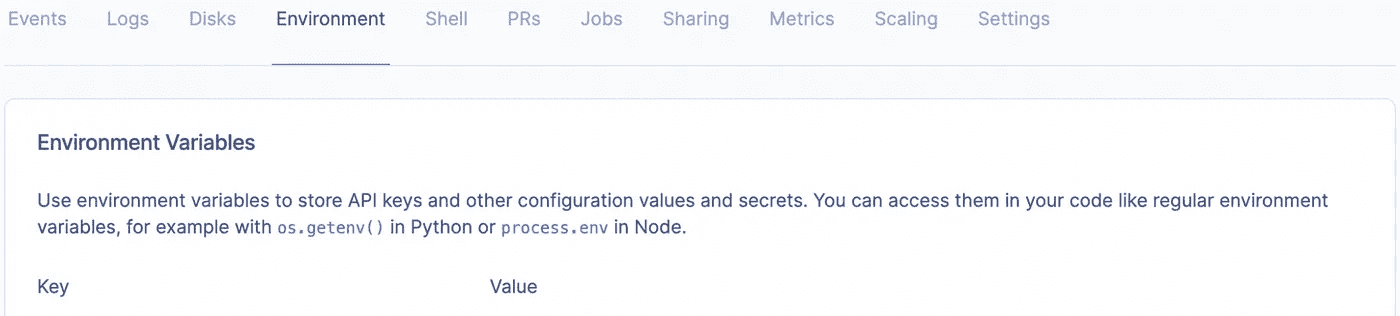 Events Logs Disks Environment Shell PRs Jobs Sharing Metrics Scaling Settings
Environment Variables
Use environment variables to store API keys and other configuration values and secrets. You can access them in your code like regular environment
variables, for example with os.getenv() in Python or process.env in Node.
Key Value